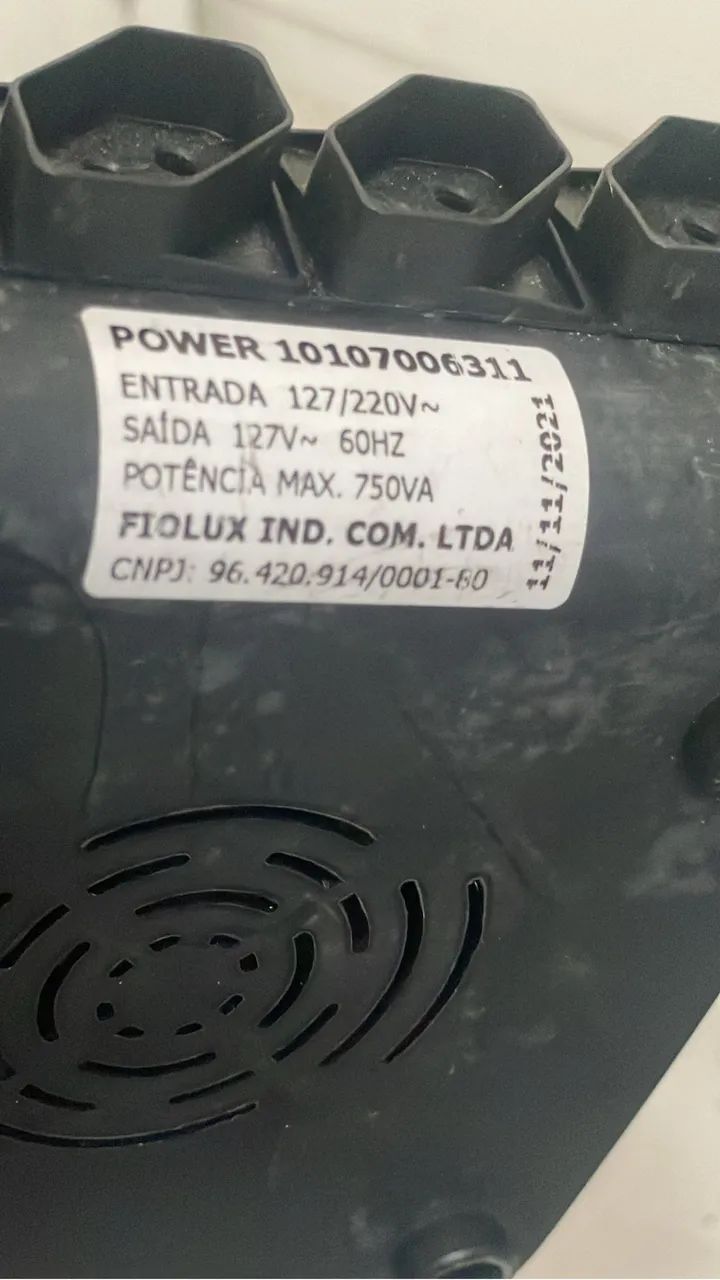 POWER 10107006311
ENTRADA 127/220V~
SAÍDA 127V~ 60HZ
POTÊNCIA MAX. 750VA
FIOLUX IND. COM. LTDA
CNPJ: 96.420.914/0001-60
11/11/2021